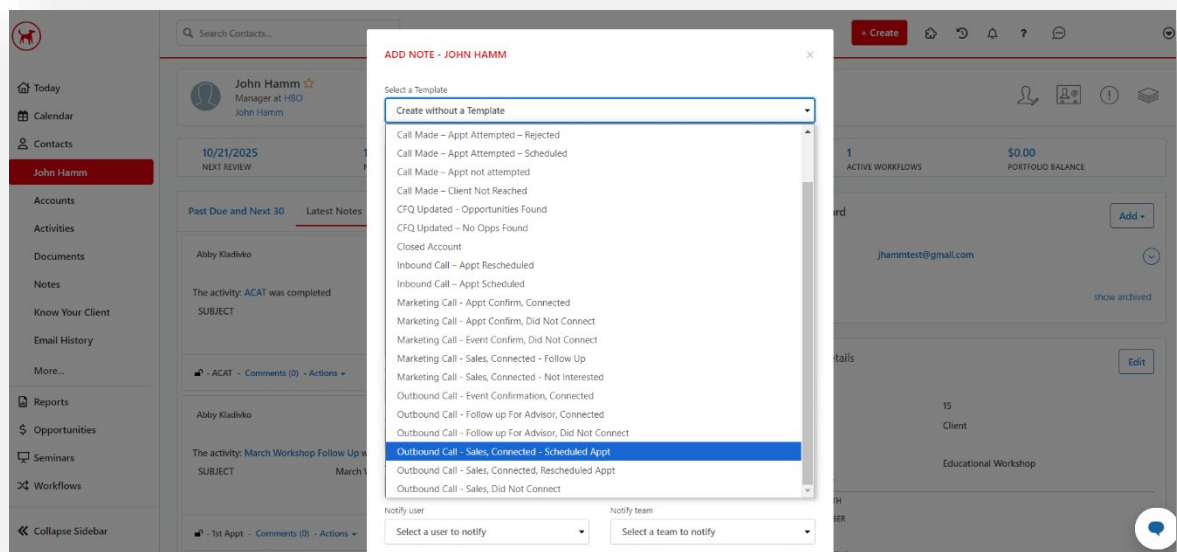 Search Contacts...
+ Create
?
Today
Calendar
Contacts
John Hamm
Accounts
Activities
Documents
Notes
Know Your Client
Email History
More...
Reports
Opportunities
Seminars
Workflows
Collapse Sidebar
John Hamm
Manager at HBO
John Hamm
10/21/2025
NEXT REVIEW
1
ACTIVE WORKFLOWS
$0.00
PORTFOLIO BALANCE
Past Due and Next 30
Latest Notes
Abby Kladivko
The activity: ACAT was completed
SUBJECT
- ACAT - Comments (0) - Actions
Abby Kladivko
The activity: March Workshop Follow Up w
SUBJECT
March
- 1st Appt - Comments (0) - Actions
ADD NOTE - JOHN HAMM
×
Select a Template
Create without a Template
Call Made – Appt Attempted – Rejected
Call Made – Appt Attempted – Scheduled
Call Made – Appt not attempted
Call Made – Client Not Reached
CFQ Updated - Opportunities Found
CFQ Updated – No Opps Found
Closed Account
Inbound Call – Appt Rescheduled
Inbound Call – Appt Scheduled
Marketing Call - Appt Confirm, Connected
Marketing Call - Appt Confirm, Did Not Connect
Marketing Call - Event Confirm, Did Not Connect
Marketing Call - Sales, Connected - Follow Up
Marketing Call - Sales, Connected - Not Interested
Outbound Call - Event Confirmation, Connected
Outbound Call - Follow up For Advisor, Connected
Outbound Call - Follow up For Advisor, Did Not Connect
Outbound Call - Sales, Connected - Scheduled Appt
Outbound Call - Sales, Connected, Rescheduled Appt
Outbound Call - Sales, Did Not Connect
Notify user
Select a user to notify
Notify team
Select a team to notify
rd
Add
jhammtest@gmail.com
show archived
etails
Edit
15
Client
Educational Workshop
TH
BER